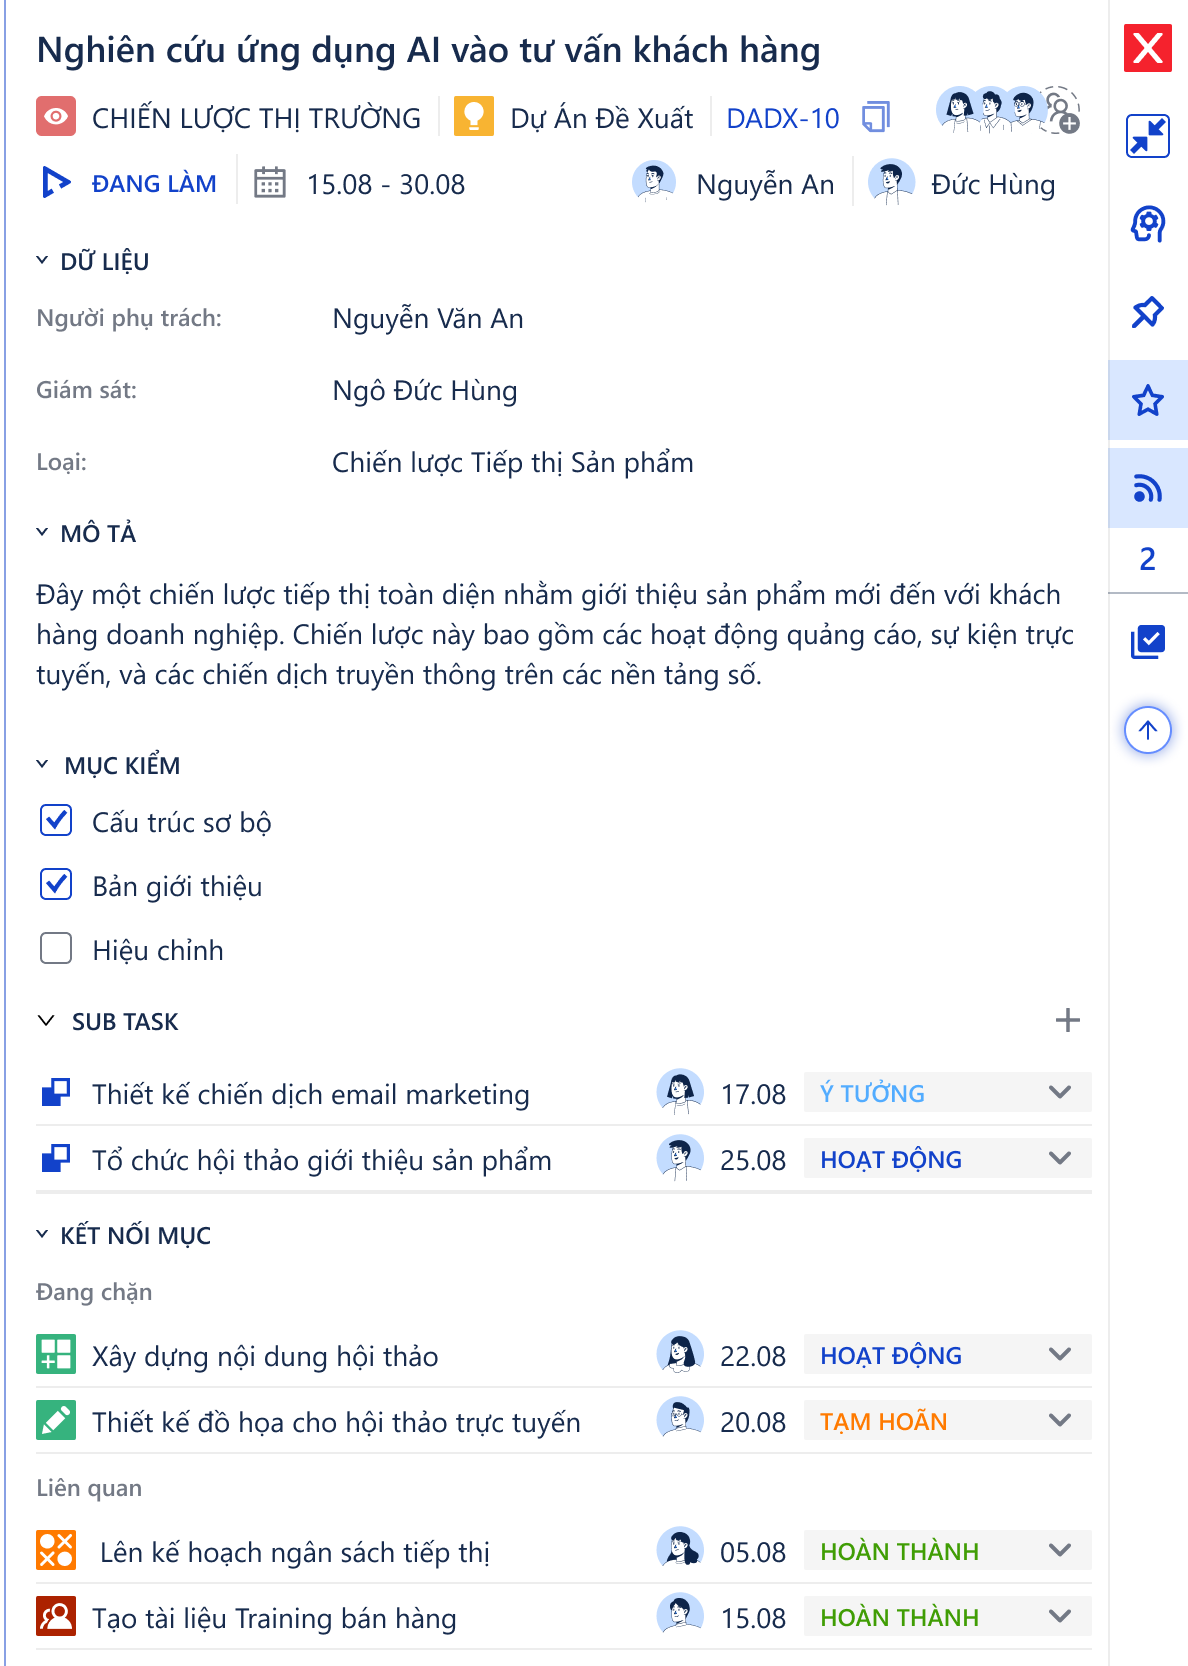 Nghiên cứu ứng dụng AI vào tư vấn khách hàng
CHIẾN LƯỢC THỊ TRƯỜNG Dự Án Đề Xuất DADX-10
ĐANG LÀM 15.08 - 30.08 Nguyễn An Đức Hùng
DỮ LIỆU
Người phụ trách: Nguyễn Văn An
Giám sát: Ngô Đức Hùng
Loại: Chiến lược Tiếp thị Sản phẩm
MÔ TẢ
2
Đây một chiến lược tiếp thị toàn diện nhằm giới thiệu sản phẩm mới đến với khách
hàng doanh nghiệp. Chiến lược này bao gồm các hoạt động quảng cáo, sự kiện trực
tuyến, và các chiến dịch truyền thông trên các nền tảng số.
MỤC KIỂM
Cấu trúc sơ bộ
Bản giới thiệu
Hiệu chỉnh
SUB TASK
Thiết kế chiến dịch email marketing 17.08 Ý TƯỞNG
Tổ chức hội thảo giới thiệu sản phẩm 25.08 HOẠT ĐỘNG
KẾT NỐI MỤC
Đang chặn
Xây dựng nội dung hội thảo 22.08 HOẠT ĐỘNG
Thiết kế đồ họa cho hội thảo trực tuyến 20.08 TẠM HOÃN
Liên quan
Lên kế hoạch ngân sách tiếp thị 05.08 HOÀN THÀNH
Tạo tài liệu Training bán hàng 15.08 HOÀN THÀNH